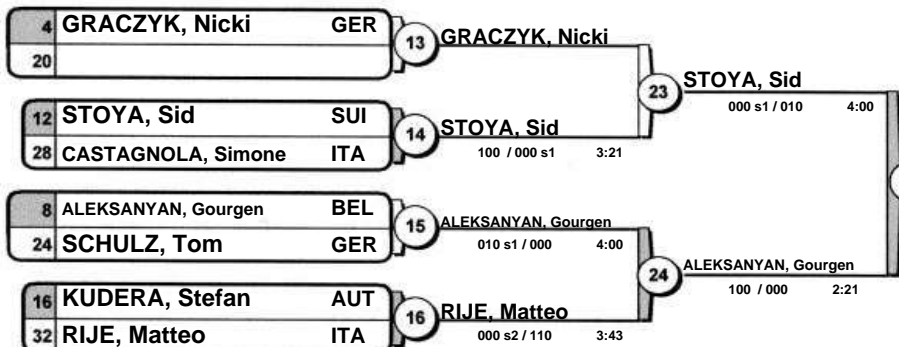 4 GRACZYK, Nicki GER
20
13 GRACZYK, Nicki
12 STOYA, Sid SUI
28 CASTAGNOLA, Simone ITA
14 STOYA, Sid
100 / 000 s1 3:21
23 STOYA, Sid
000 s1 / 010 4:00
8 ALEKSANYAN, Gourgen BEL
24 SCHULZ, Tom GER
15 ALEKSANYAN, Gourgen
010 s1 / 000 4:00
16 KUDERA, Stefan AUT
32 RIJE, Matteo ITA
16 RIJE, Matteo
000 s2 / 110 3:43
24 ALEKSANYAN, Gourgen
100 / 000 2:21